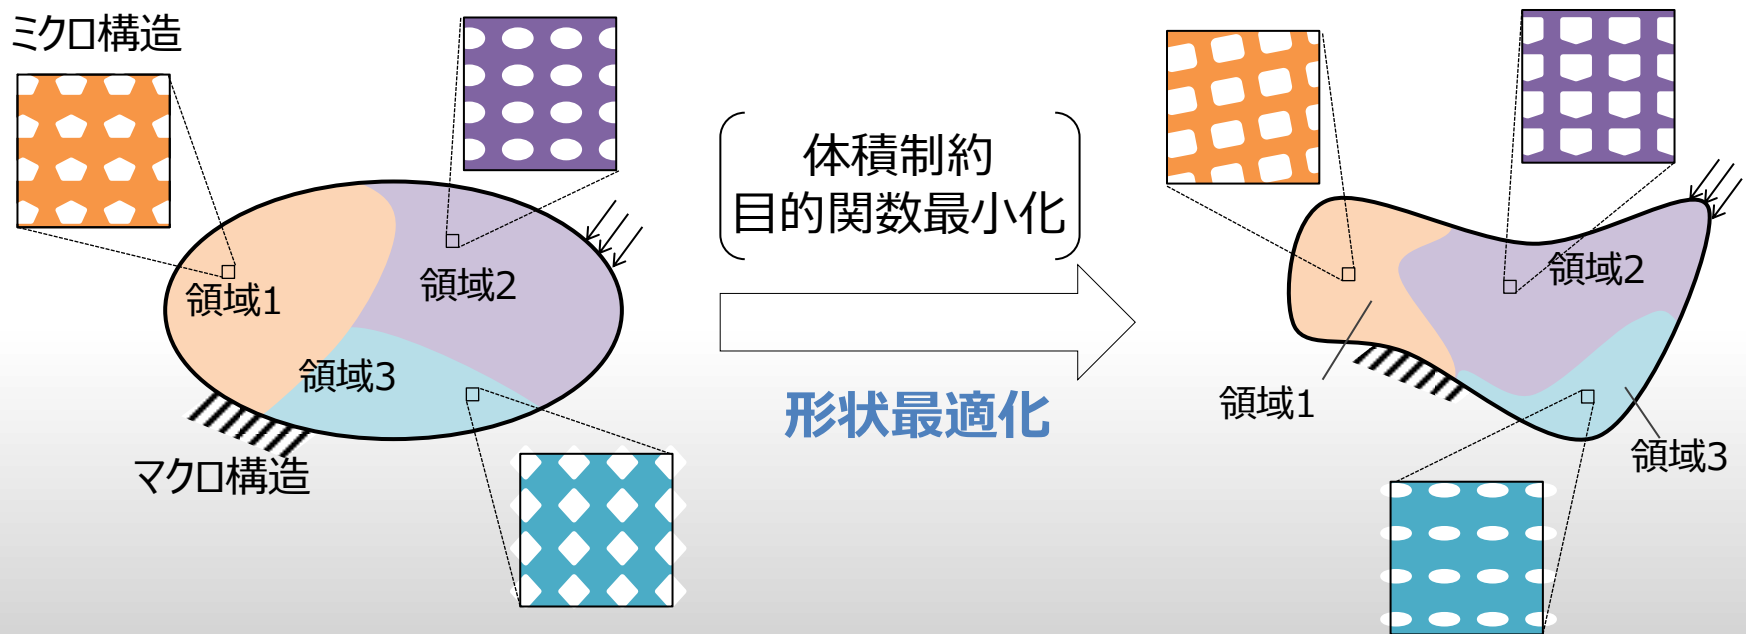 ミクロ構造
領域1
領域2
領域3
マクロ構造
体積制約
目的関数最小化
形状最適化
領域2
領域1
領域3